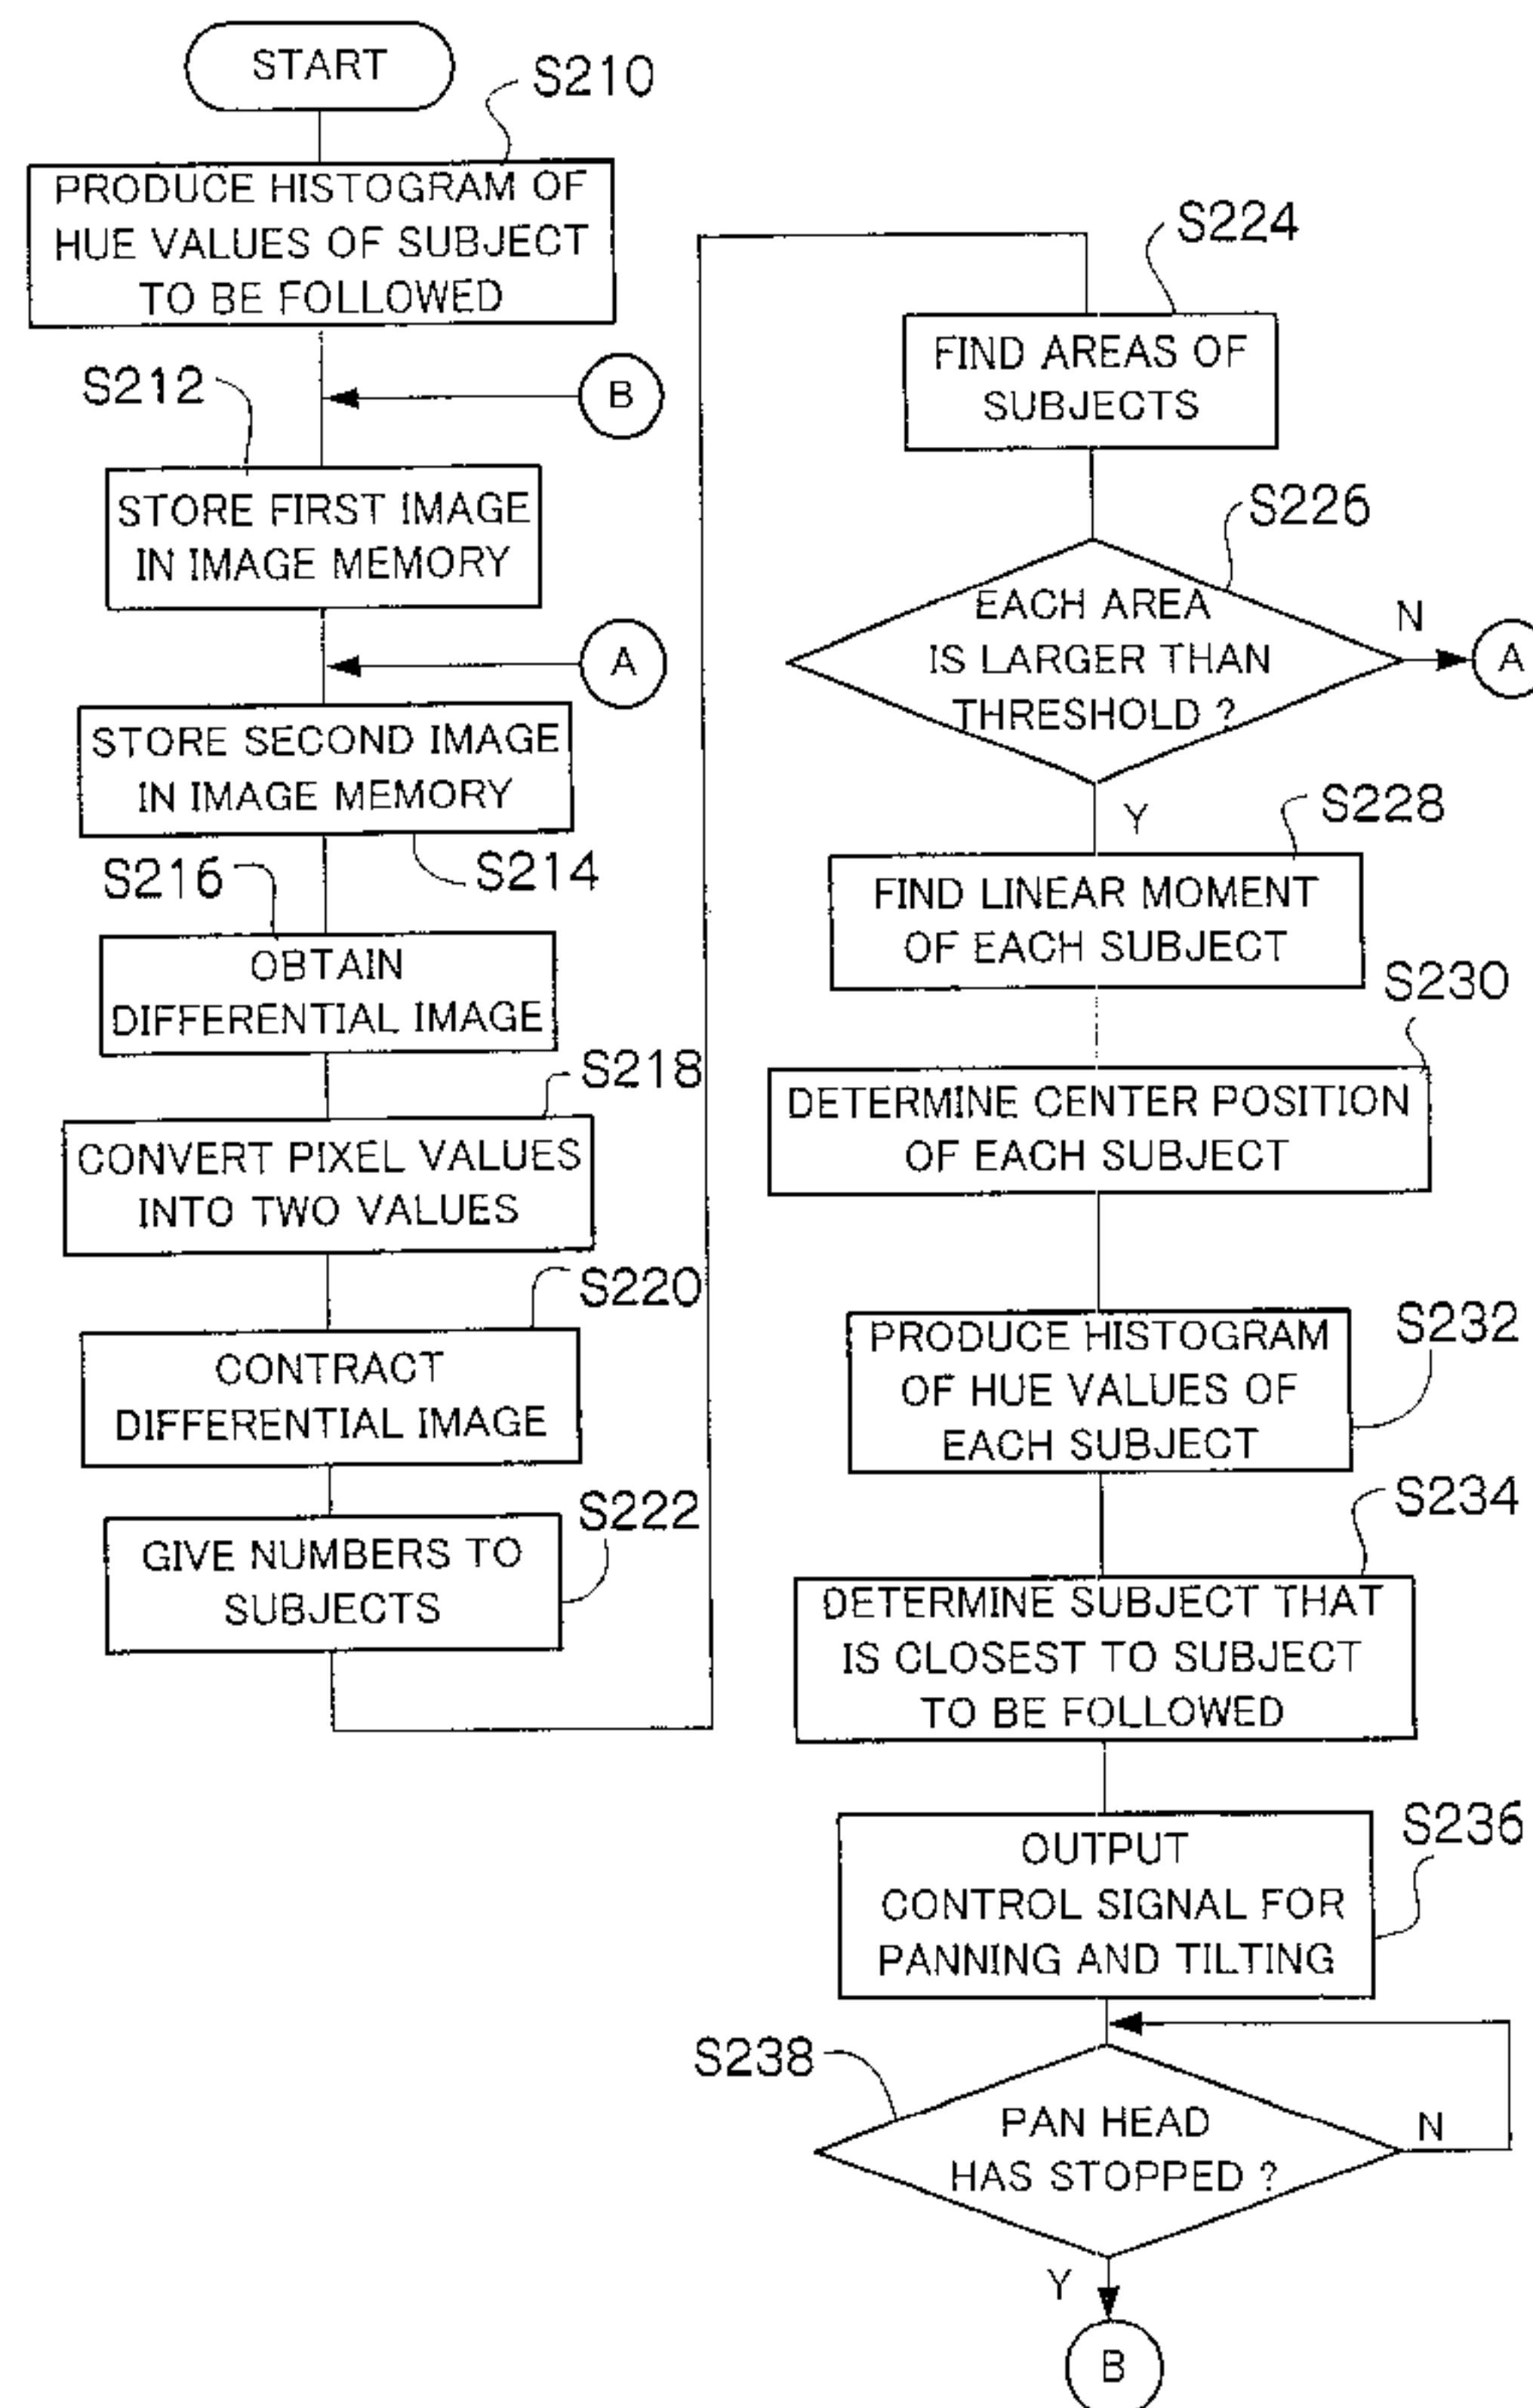 START
S210
PRODUCE HISTOGRAM OF
HUE VALUES OF SUBJECT
TO BE FOLLOWED
B
S212
STORE FIRST IMAGE
IN IMAGE MEMORY
A
STORE SECOND IMAGE
IN IMAGE MEMORY
S214
S216
OBTAIN
DIFFERENTIAL IMAGE
S218
CONVERT PIXEL VALUES
INTO TWO VALUES
S220
CONTRACT
DIFFERENTIAL IMAGE
S222
GIVE NUMBERS TO
SUBJECTS
S224
FIND AREAS OF
SUBJECTS
S226
EACH AREA
IS LARGER THAN
THRESHOLD ?
N
A
Y
S228
FIND LINEAR MOMENT
OF EACH SUBJECT
S230
DETERMINE CENTER POSITION
OF EACH SUBJECT
S232
PRODUCE HISTOGRAM
OF HUE VALUES OF
EACH SUBJECT
S234
DETERMINE SUBJECT THAT
IS CLOSEST TO SUBJECT
TO BE FOLLOWED
S236
OUTPUT
CONTROL SIGNAL FOR
PANNING AND TILTING
S238
PAN HEAD
HAS STOPPED ?
N
Y
B